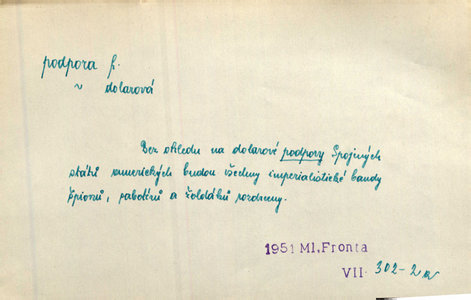 podpora f.
~ dolarová
Bez ohledu na dolarové podpory Spojených
států amerických budou všechny imperialistické bandy
špionů, sabotérů a žoldáků rozdrceny.
1951 Ml.Fronta
VII. 302-2